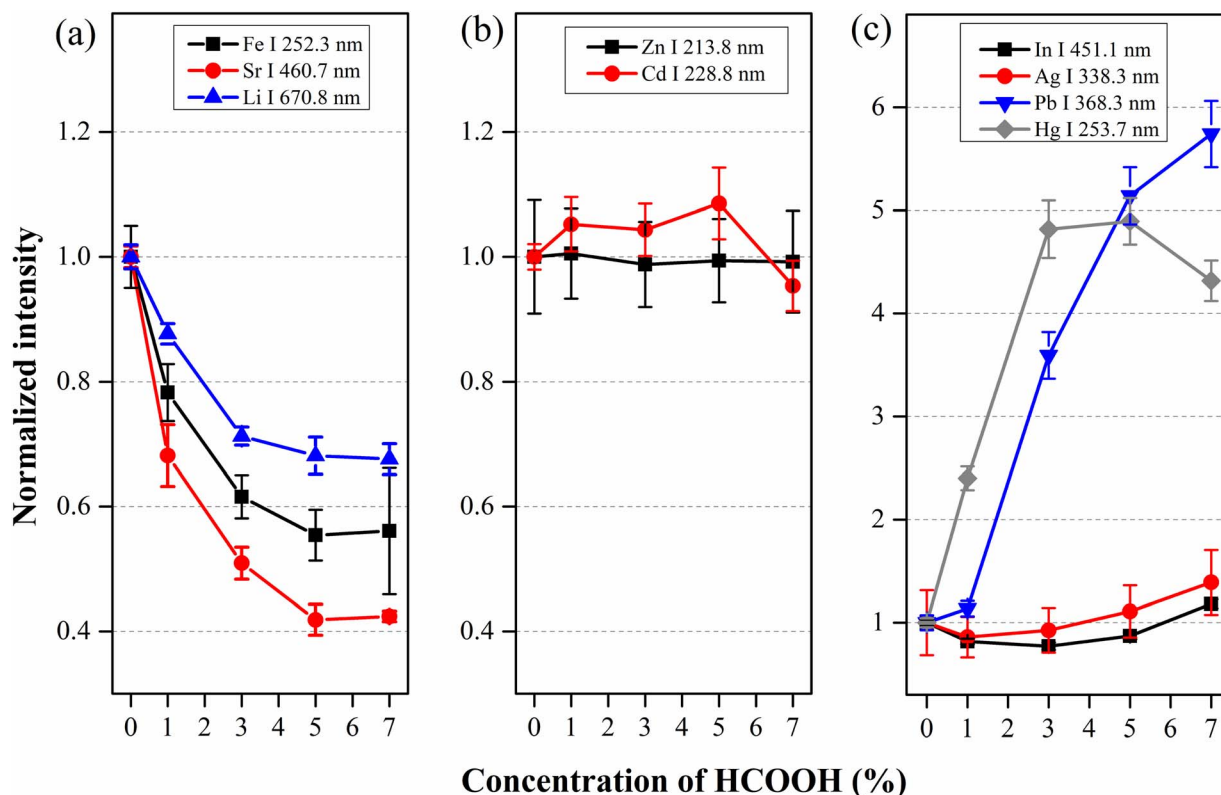 (a)
Fe I 252.3 nm
Sr I 460.7 nm
Li I 670.8 nm
(b)
Zn I 213.8 nm
Cd I 228.8 nm
(c)
In I 451.1 nm
Ag I 338.3 nm
Pb I 368.3 nm
Hg I 253.7 nm
Normalized intensity
1.2
1.0
0.8
0.6
0.4
0 1 2 3 4 5 6 7
1.2
1.0
0.8
0.6
0.4
0 1 2 3 4 5 6 7
6
5
4
3
2
1
0 1 2 3 4 5 6 7
Concentration of HCOOH (%)